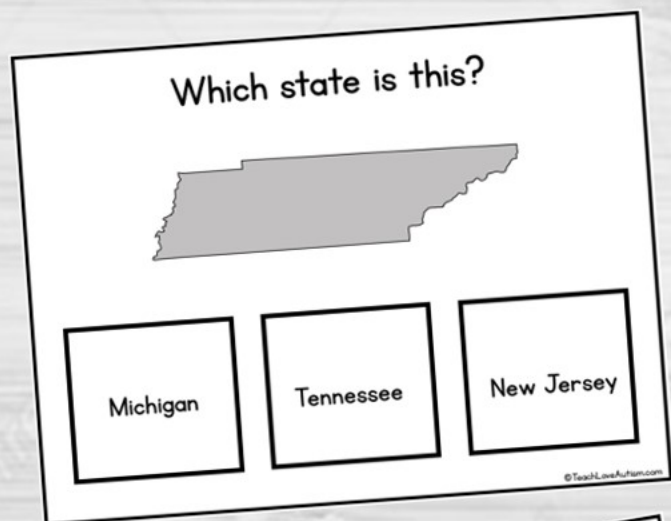 Which state is this?
Michigan
Tennessee
New Jersey
©TeachLoveAutism.com